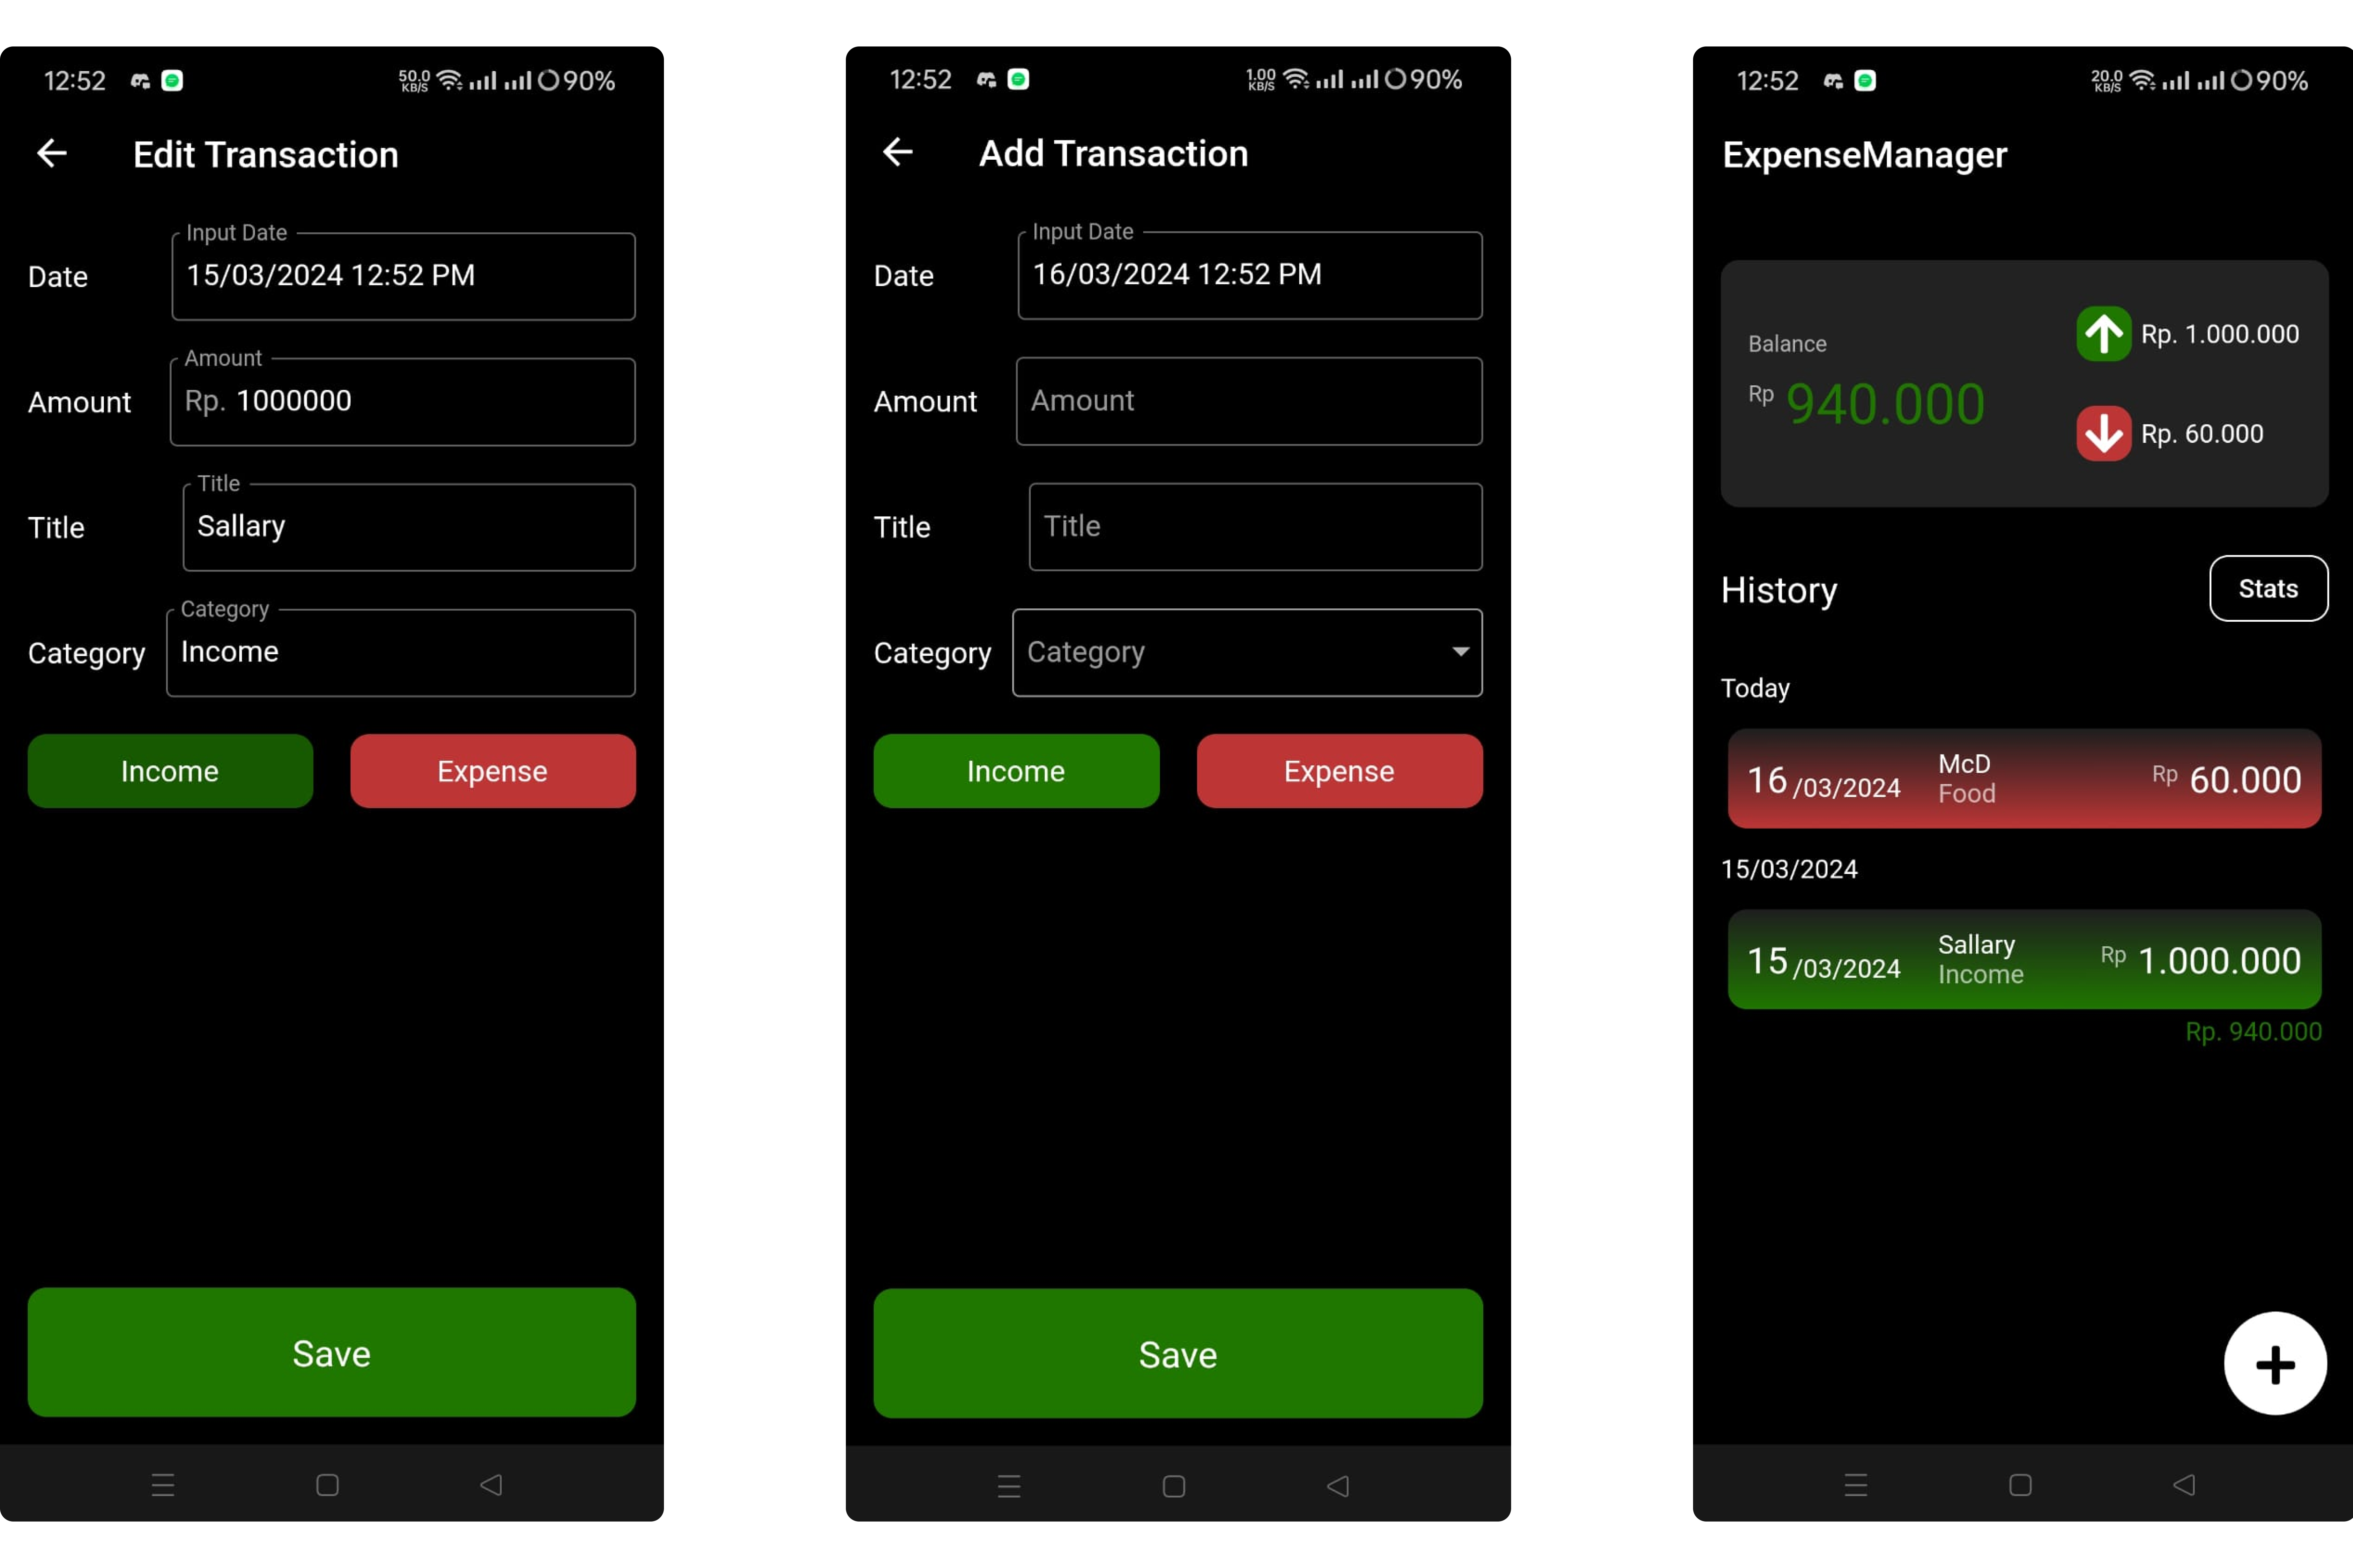 12:52 50.0 KB/S 90%
Edit Transaction
Input Date
Date 15/03/2024 12:52 PM
Amount
Amount Rp. 1000000
Title
Title Sallary
Category
Category Income
Income Expense
Save
12:52 1.00 KB/S 90%
Add Transaction
Input Date
Date 16/03/2024 12:52 PM
Amount Amount
Title Title
Category Category
Income Expense
Save
12:52 20.0 KB/S 90%
ExpenseManager
Rp. 1.000.000
Balance
Rp 940.000
Rp. 60.000
History Stats
Today
16 /03/2024 McD Rp 60.000
Food
15/03/2024
15 /03/2024 Sallary Rp 1.000.000
Income
Rp. 940.000